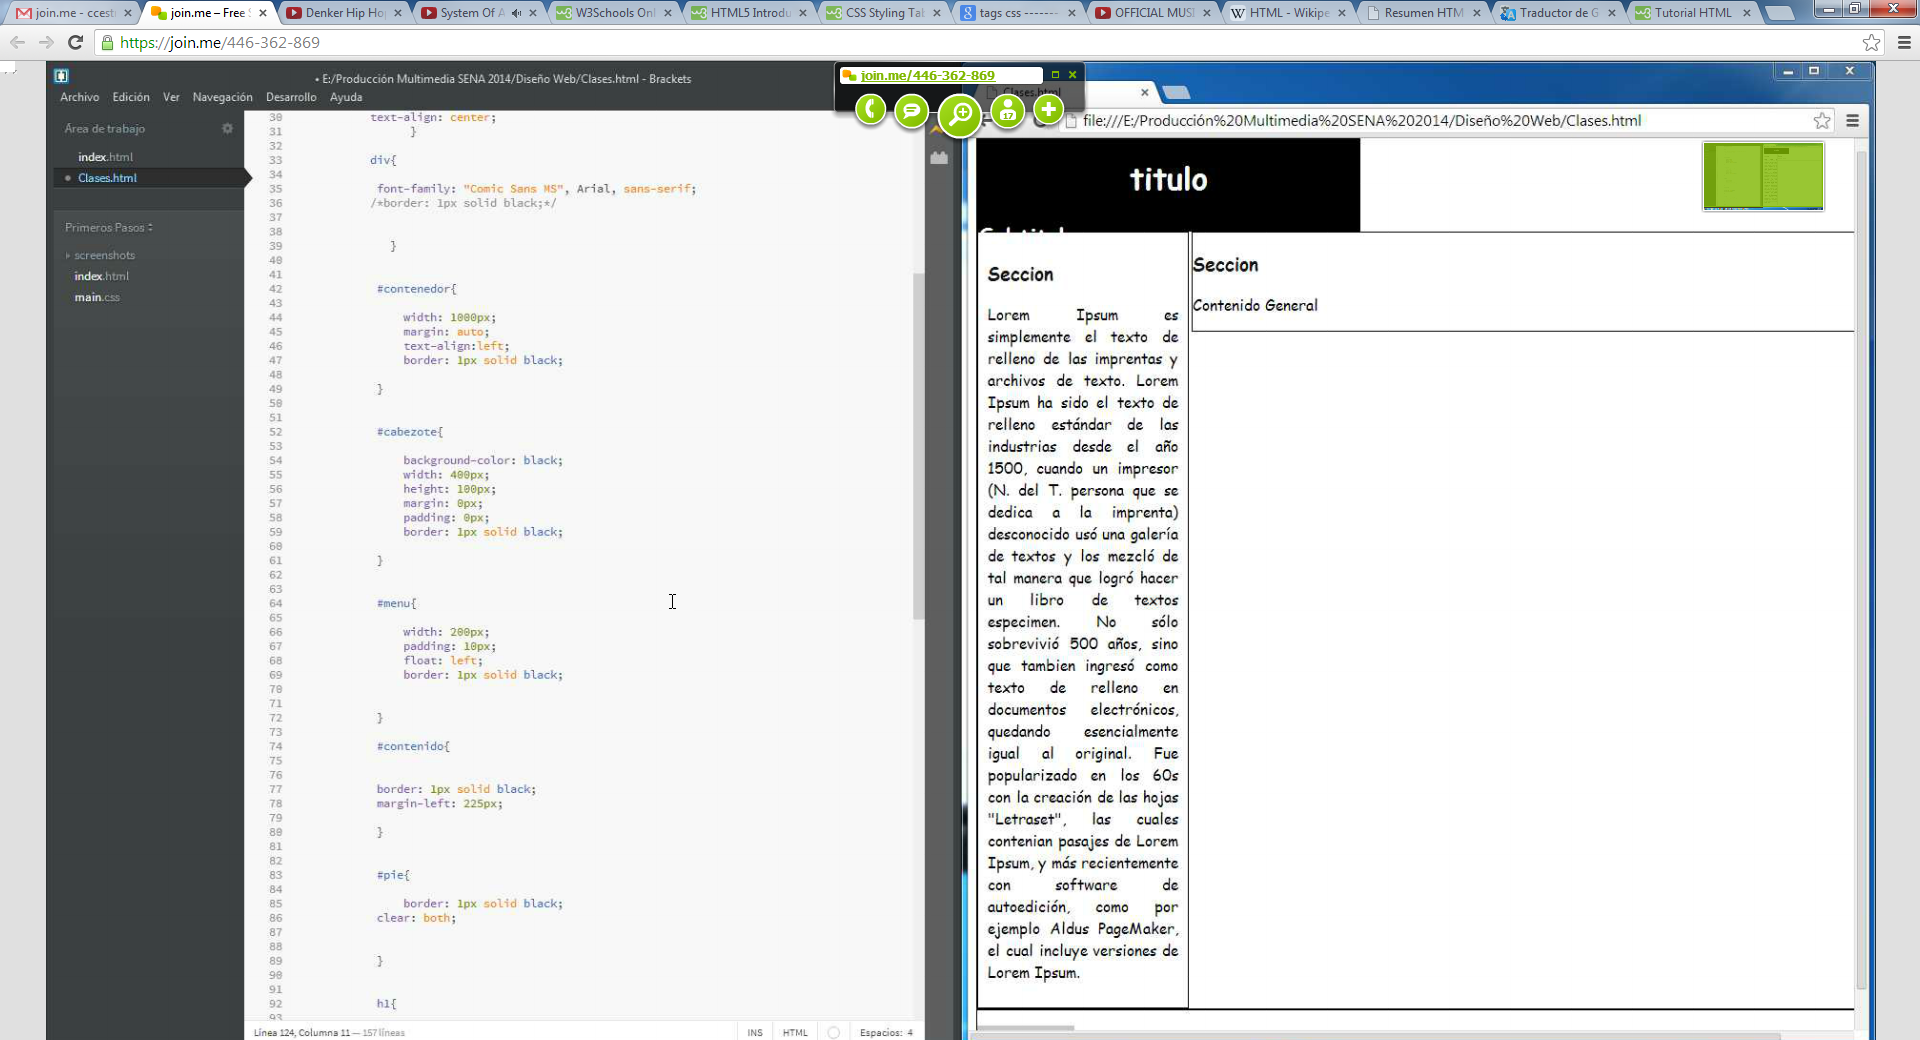 join.me - ccest
join.me – Free S
Denker Hip Ho
System Of A
W3Schools Onl
HTML5 Introdu
CSS Styling Tab
tags css -------
OFFICIAL MUSI
HTML - Wikipe
Resumen HTM
Traductor de G
Tutorial HTML
https://join.me/446-362-869
• E:/Producción Multimedia SENA 2014/Diseño Web/Clases.html - Brackets
Archivo Edición Ver Navegación Desarrollo Ayuda
Área de trabajo
index.html
Clases.html
Primeros Pasos
screenshots
index.html
main.css
30 text-align: center;
31 }
32
33 div{
34
35 font-family: "Comic Sans MS", Arial, sans-serif;
36 /*border: 1px solid black;*/
37
38
39 }
40
41
42 #contenedor{
43
44 width: 1000px;
45 margin: auto;
46 text-align:left;
47 border: 1px solid black;
48
49 }
50
51
52 #cabezote{
53
54 background-color: black;
55 width: 400px;
56 height: 100px;
57 margin: 0px;
58 padding: 0px;
59 border: 1px solid black;
60
61 }
62
63
64 #menu{
65
66 width: 200px;
67 padding: 10px;
68 float: left;
69 border: 1px solid black;
70
71
72 }
73
74 #contenido{
75
76
77 border: 1px solid black;
78 margin-left: 225px;
79
80 }
81
82
83 #pie{
84
85 border: 1px solid black;
86 clear: both;
87
88
89 }
90
91
92 h1{
93
Línea 124, Columna 11 — 157 líneas
INS HTML Espacios: 4
join.me/446-362-869
17
Clases.html
file:///E:/Producción%20Multimedia%20SENA%202014/Diseño%20Web/Clases.html
titulo
Seccion
Lorem Ipsum es
simplemente el texto de
relleno de las imprentas y
archivos de texto. Lorem
Ipsum ha sido el texto de
relleno estándar de las
industrias desde el año
1500, cuando un impresor
(N. del T. persona que se
dedica a la imprenta)
desconocido usó una galería
de textos y los mezcló de
tal manera que logró hacer
un libro de textos
especimen. No sólo
sobrevivió 500 años, sino
que tambien ingresó como
texto de relleno en
documentos electrónicos,
quedando esencialmente
igual al original. Fue
popularizado en los 60s
con la creación de las hojas
"Letraset", las cuales
contenian pasajes de Lorem
Ipsum, y más recientemente
con software de
autoedición, como por
ejemplo Aldus PageMaker,
el cual incluye versiones de
Lorem Ipsum.
Seccion
Contenido General